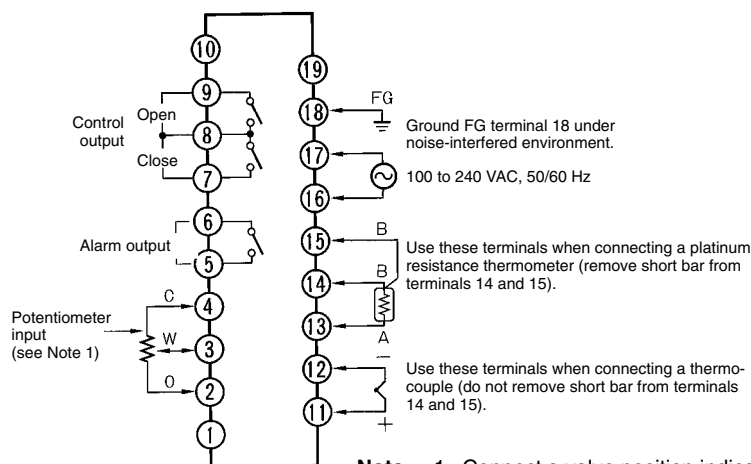 10
9
8
7
6
5
4
3
2
1
Control
output
Open
Close
Alarm output
Potentiometer
input
(see Note 1)
C
W
O
19
18
17
16
15
14
13
12
11
FG
Ground FG terminal 18 under
noise-interfered environment.
100 to 240 VAC, 50/60 Hz
B
B
A
Use these terminals when connecting a platinum
resistance thermometer (remove short bar from
terminals 14 and 15).
−
+
Use these terminals when connecting a thermo-
couple (do not remove short bar from terminals
14 and 15).
Note 1. Connect a valve position